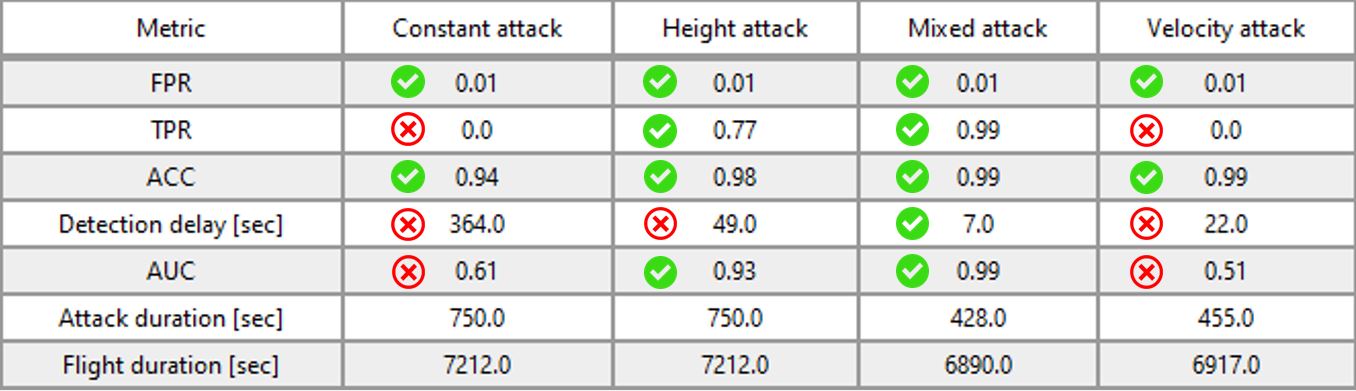 Metric Constant attack Height attack Mixed attack Velocity attack
FPR 0.01 0.01 0.01 0.01
TPR 0.0 0.77 0.99 0.0
ACC 0.94 0.98 0.99 0.99
Detection delay [sec] 364.0 49.0 7.0 22.0
AUC 0.61 0.93 0.99 0.51
Attack duration [sec] 750.0 750.0 428.0 455.0
Flight duration [sec] 7212.0 7212.0 6890.0 6917.0